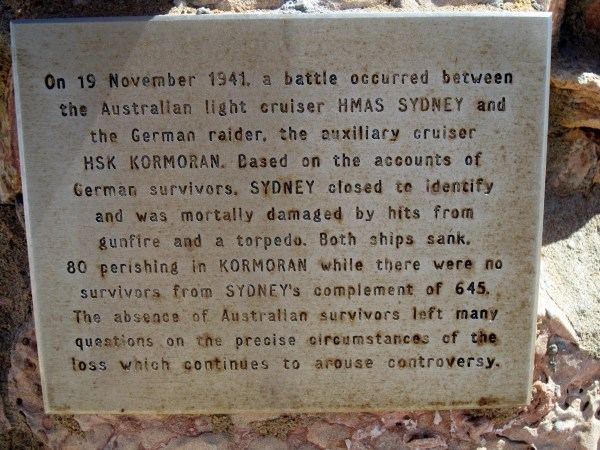 On 19 November 1941, a battle occurred between
the Australian light cruiser HMAS SYDNEY and
the German raider, the auxiliary cruiser
HSK KORMORAN. Based on the accounts of
German survivors, SYDNEY closed to identify
and was mortally damaged by hits from
gunfire and a torpedo. Both ships sank,
80 perishing in KORMORAN while there were no
survivors from SYDNEY's complement of 645.
The absence of Australian survivors left many
questions on the precise circumstances of the
loss which continues to arouse controversy.